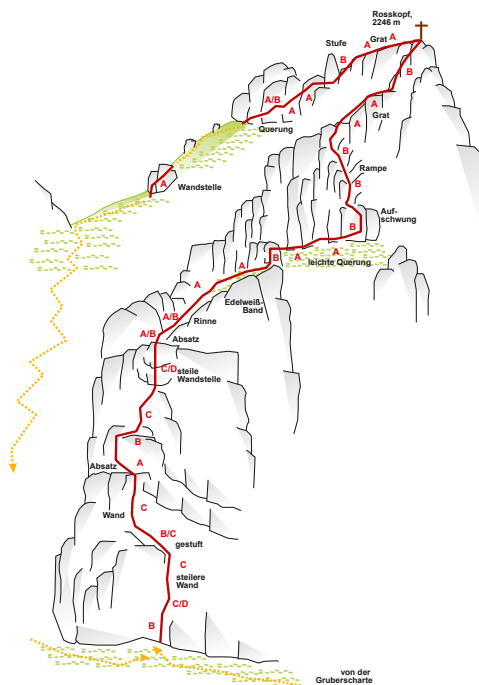 Rosskopf,
2246 m
Grat
A
A
Stufe
B
B
A/B
A
A
A
Grat
A
Querung
B
Rampe
A
Wandstelle
B
Auf-
schwung
B
A
A
B
leichte Querung
A
A
Edelweiß-
Band
A/B
Rinne
A/B
Absatz
C/D
steile
Wandstelle
C
B
A
Absatz
C
Wand
B/C
gestuft
C
steilere
Wand
C/D
B
von der
Gruberscharte